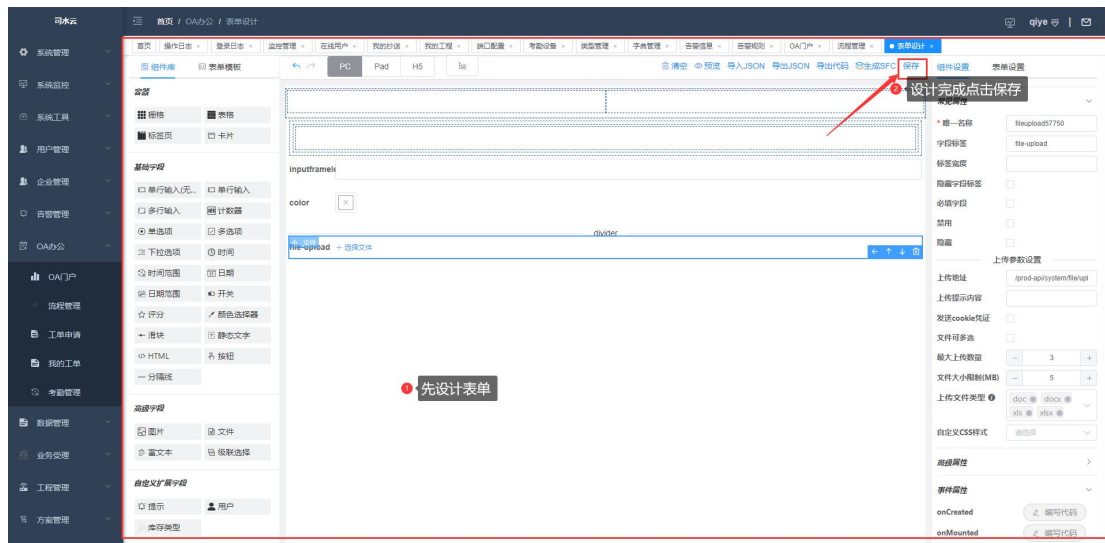 司水云
首页 / OA办公 / 表单设计
qiye
系统管理
系统监控
系统工具
用户管理
企业管理
告警管理
OA办公
OA门户
流程管理
工单申请
我的工单
考勤管理
数据管理
业务受理
工程管理
方案管理
首页 操作日志 × 登录日志 × 监控管理 × 在线用户 × 我的抄送 × 我的工程 × 端口配置 × 考勤设备 × 类型管理 × 字典管理 × 告警信息 × 告警规则 × OA门户 × 流程管理 × 表单设计 ×
组件库 表单模板
容器
栅格 表格
标签页 卡片
基础字段
单行输入(无... 单行输入
多行输入 计数器
单选项 多选项
下拉选项 时间
时间范围 日期
日期范围 开关
评分 颜色选择器
滑块 静态文字
</> HTML 按钮
分隔线
高级字段
图片 文件
富文本 级联选择
自定义扩展字段
提示 用户
库存类型
PC Pad H5
清空 预览 导入JSON 导出JSON 导出代码 生成SFC 保存
2 设计完成点击保存
inputframele
color
divider
文件
file-upload + 选择文件
1 先设计表单
组件设置 表单设置
常见属性
* 唯一名称 fileupload57750
字段标签 file-upload
标签宽度
隐藏字段标签
必填字段
禁用
隐藏
上传参数设置
上传地址 /prod-api/system/file/upl
上传提示内容
发送cookie凭证
文件可多选
最大上传数量 - 3 +
文件大小限制(MB) - 5 +
上传文件类型 doc docx
xls xlsx
自定义CSS样式 请选择
高级属性
事件属性
onCreated 编写代码
onMounted 编写代码